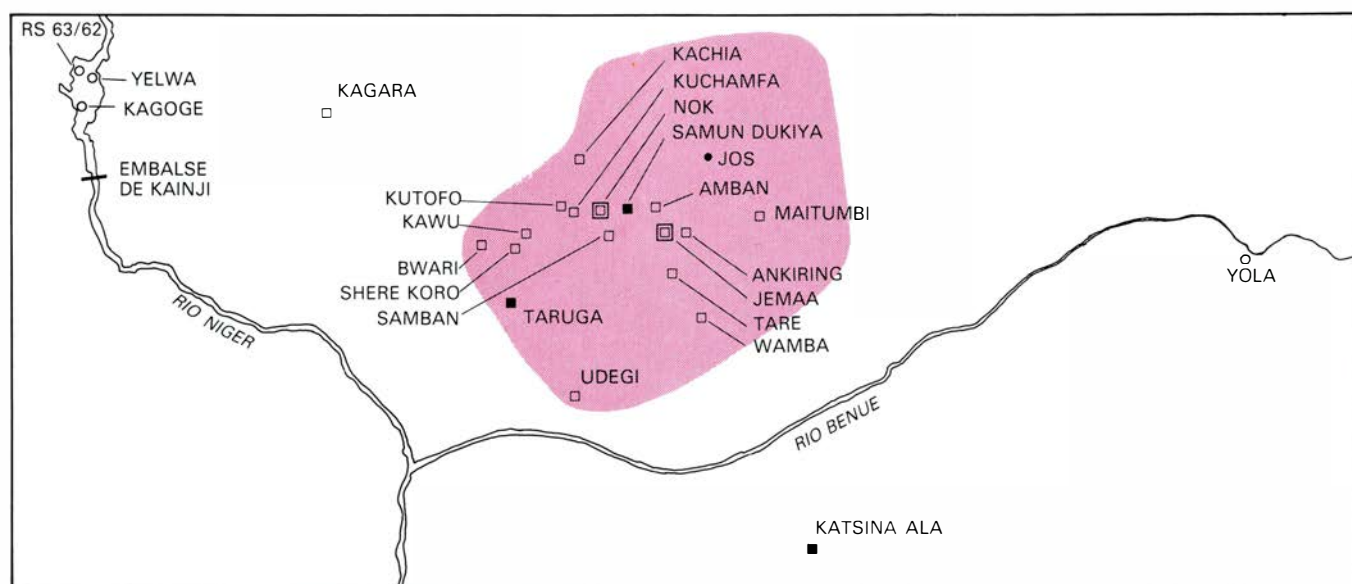 RS 63/62
YELWA
KAGOGE
EMBALSE
DE KAINJI
KAGARA
KACHIA
KUCHAMFA
NOK
SAMUN DUKIYA
JOS
AMBAN
MAITUMBI
KUTOFO
KAWU
BWARI
SHERE KORO
SAMBAN
TARUGA
ANKIRING
JEMAA
TARE
WAMBA
UDEGI
YOLA
RIO NIGER
RIO BENUE
KATSINA ALA